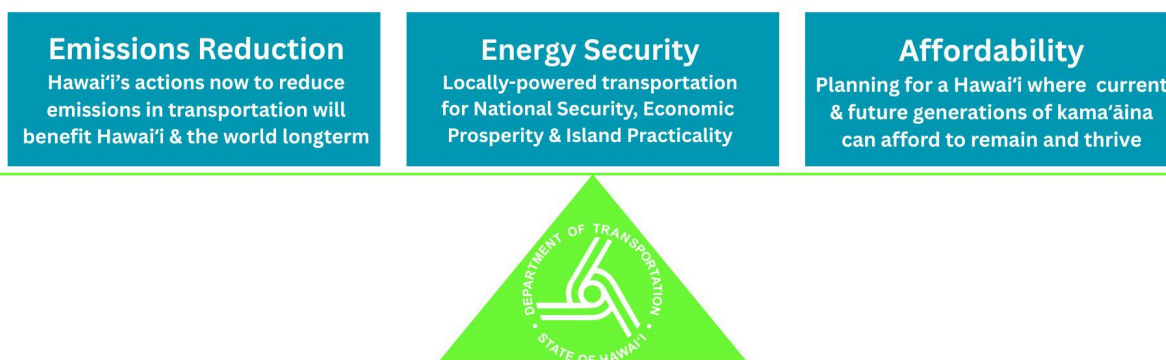 Emissions Reduction
Hawaiʻi’s actions now to reduce
emissions in transportation will
benefit Hawaiʻi & the world longterm
Energy Security
Locally-powered transportation
for National Security, Economic
Prosperity & Island Practicality
Affordability
Planning for a Hawaiʻi where  current
& future generations of kamaʻāina
can afford to remain and thrive
DEPARTMENT OF TRANSPORTATION
• STATE OF HAWAIʻI •